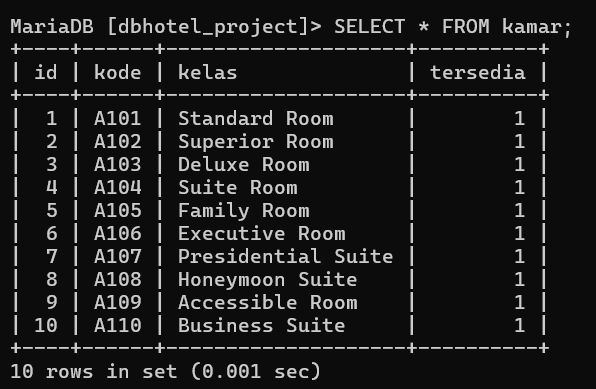 MariaDB [dbhotel_project]> SELECT * FROM kamar;
+----+------+--------------------+----------+
| id | kode | kelas              | tersedia |
+----+------+--------------------+----------+
|  1 | A101 | Standard Room      |        1 |
|  2 | A102 | Superior Room      |        1 |
|  3 | A103 | Deluxe Room        |        1 |
|  4 | A104 | Suite Room         |        1 |
|  5 | A105 | Family Room        |        1 |
|  6 | A106 | Executive Room     |        1 |
|  7 | A107 | Presidential Suite |        1 |
|  8 | A108 | Honeymoon Suite    |        1 |
|  9 | A109 | Accessible Room    |        1 |
| 10 | A110 | Business Suite     |        1 |
+----+------+--------------------+----------+
10 rows in set (0.001 sec)